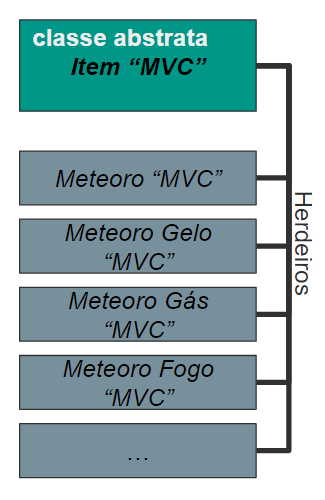 classe abstrata
Item “MVC”
Meteoro “MVC”
Meteoro Gelo
“MVC”
Meteoro Gás
“MVC”
Meteoro Fogo
“MVC”
...
Herdeiros